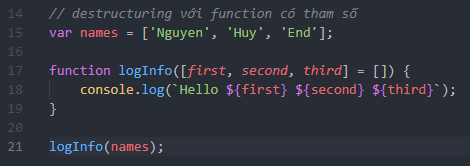 14 // destructuring với function có tham số
15 var names = ['Nguyen', 'Huy', 'End'];
16
17 function logInfo([first, second, third] = []) {
18 console.log(`Hello ${first} ${second} ${third}`);
19 }
20
21 logInfo(names);